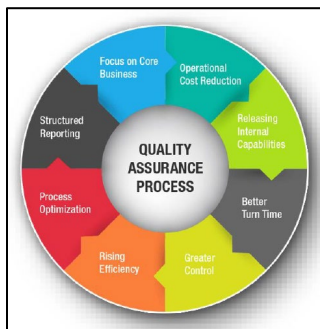 Focus on Core
Business
Operational
Cost Reduction
Releasing
Internal
Capabilities
Better
Turn Time
Greater
Control
Rising
Efficiency
Process
Optimization
Structured
Reporting
QUALITY
ASSURANCE
PROCESS